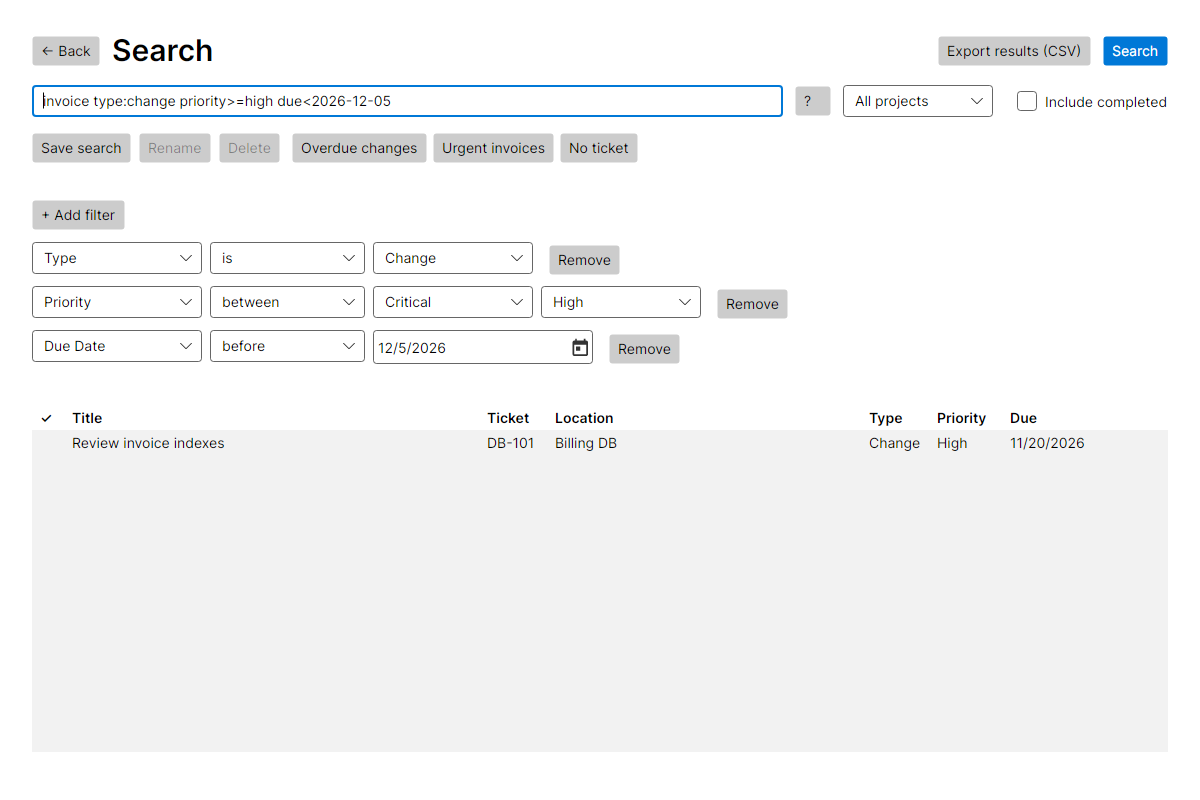 ← Back Search Export results (CSV) Search
invoice type:change priority>=high due<2026-12-05 ? All projects Include completed
Save search Rename Delete Overdue changes Urgent invoices No ticket
+ Add filter
Type is Change Remove
Priority between Critical High Remove
Due Date before 12/5/2026 Remove
✓ Title Ticket Location Type Priority Due
Review invoice indexes DB-101 Billing DB Change High 11/20/2026